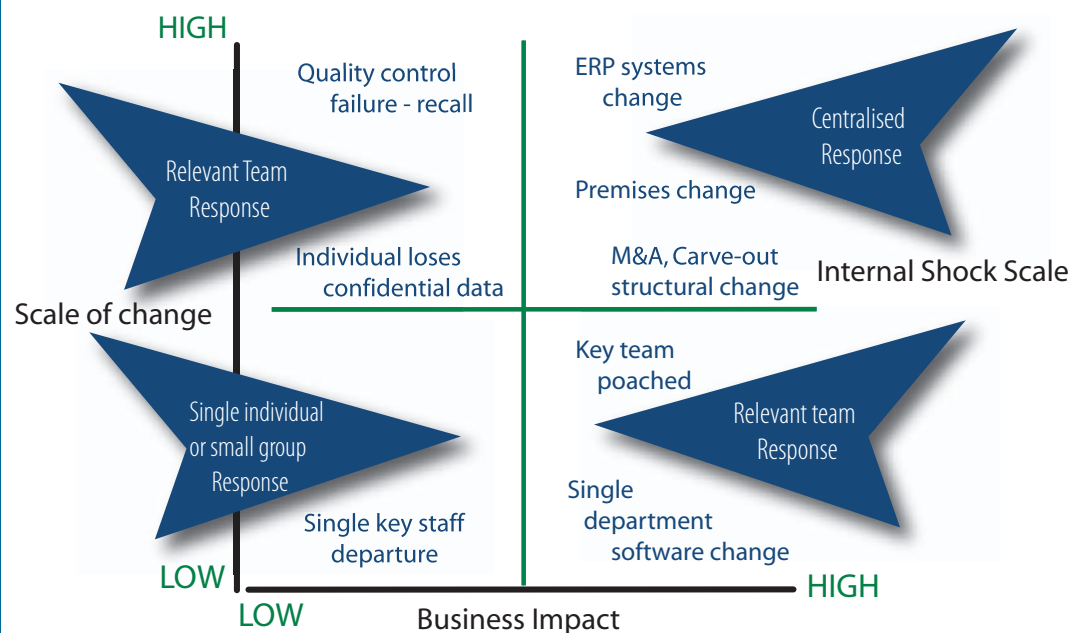 HIGH
Quality control
failure - recall
ERP systems
change
Centralised
Response
Relevant Team
Response
Premises change
Individual loses
confidential data
M&A, Carve-out
structural change
Internal Shock Scale
Scale of change
Key team
poached
Single individual
or small group
Response
Relevant team
Response
Single key staff
departure
Single
department
software change
LOW
HIGH
LOW
Business Impact